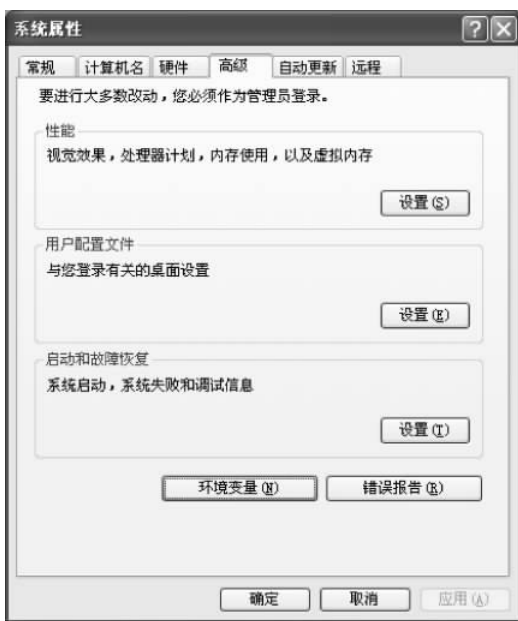 系统属性
常规 计算机名 硬件 高级 自动更新 远程
要进行大多数改动，您必须作为管理员登录。
性能
视觉效果，处理器计划，内存使用，以及虚拟内存
设置(S)
用户配置文件
与您登录有关的桌面设置
设置(E)
启动和故障恢复
系统启动，系统失败和调试信息
设置(T)
环境变量(N) 错误报告(R)
确定 取消 应用(A)